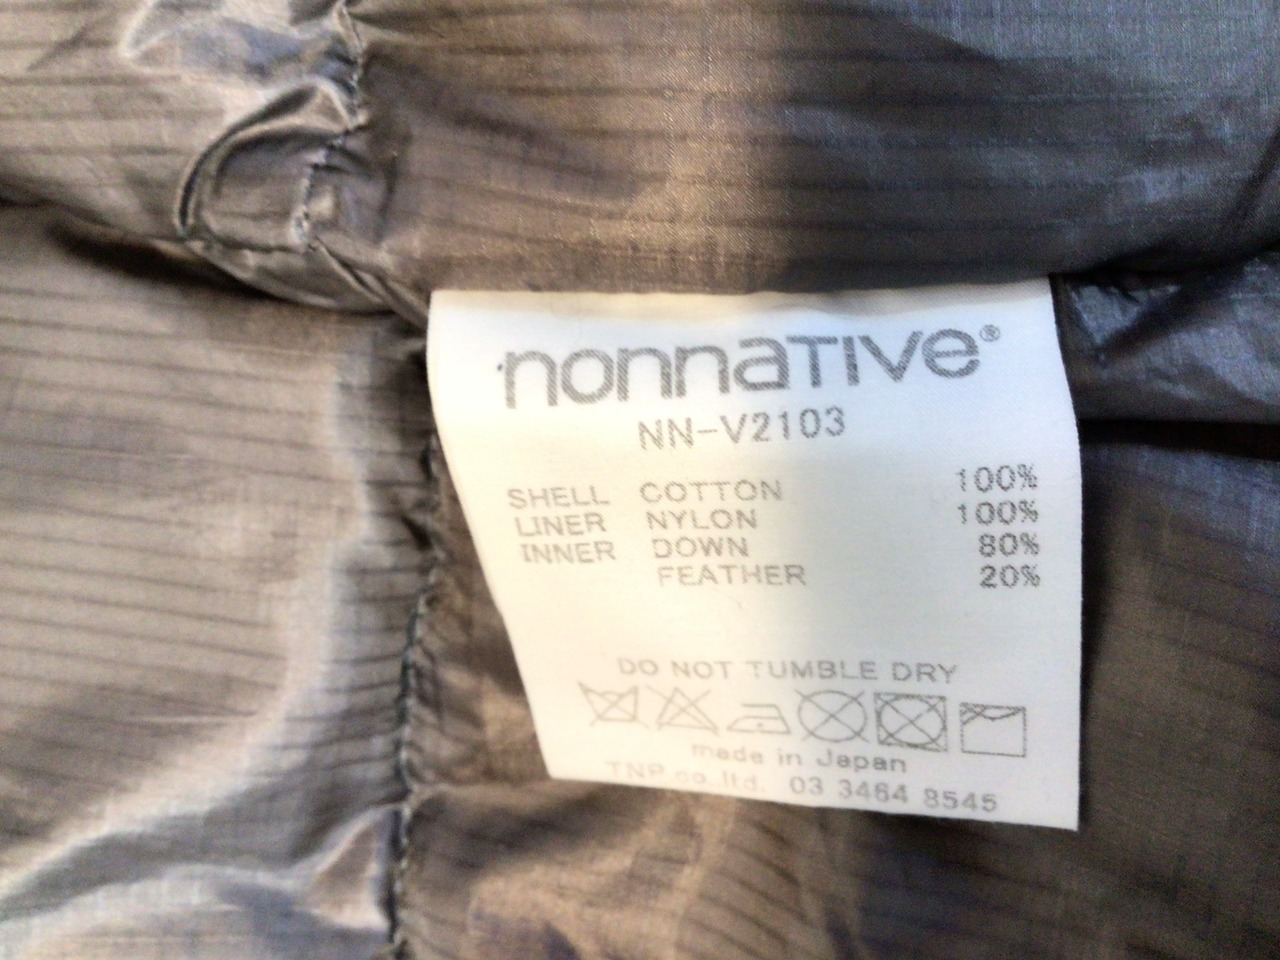 nonnative®
NN-V2103
SHELL COTTON 100%
LINER NYLON 100%
INNER DOWN 80%
FEATHER 20%
DO NOT TUMBLE DRY
made in Japan
TNP co.,ltd. 03 3464 8545